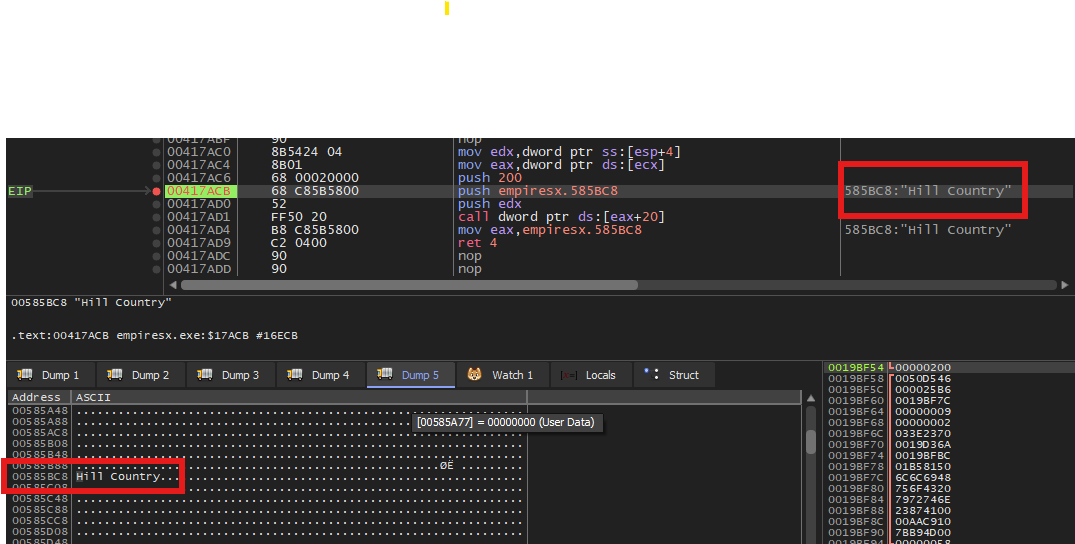 00417ABF 90 nop
00417AC0 8B5424 04 mov edx,dword ptr ss:[esp+4]
00417AC4 8B01 mov eax,dword ptr ds:[ecx]
00417AC6 68 00020000 push 200
EIP 00417ACB 68 C85B5800 push empiresx.585BC8 585BC8:"Hill Country"
00417AD0 52 push edx
00417AD1 FF50 20 call dword ptr ds:[eax+20]
00417AD4 B8 C85B5800 mov eax,empiresx.585BC8 585BC8:"Hill Country"
00417AD9 C2 0400 ret 4
00417ADC 90 nop
00417ADD 90 nop
00585BC8 "Hill Country"
.text:00417ACB empiresx.exe:$17ACB #16ECB
Dump 1 Dump 2 Dump 3 Dump 4 Dump 5 Watch 1 Locals Struct
Address ASCII
00585A48
00585A88
[00585A77] = 00000000 (User Data)
00585AC8
00585B08
00585B48
00585B88 ØË
00585BC8 Hill Country...
00585C08
00585C48
00585C88
00585CC8
00585D08
00585D48
0019BF54 00000200
0019BF58 0050D546
0019BF5C 000025B6
0019BF60 0019BF7C
0019BF64 00000009
0019BF68 00000002
0019BF6C 033E2370
0019BF70 0019D36A
0019BF74 0019BFBC
0019BF78 01B58150
0019BF7C 6C6C6948
0019BF80 756F4320
0019BF84 7972746E
0019BF88 23874100
0019BF8C 00AAC910
0019BF90 7BB94D00
0019BF94 00000058